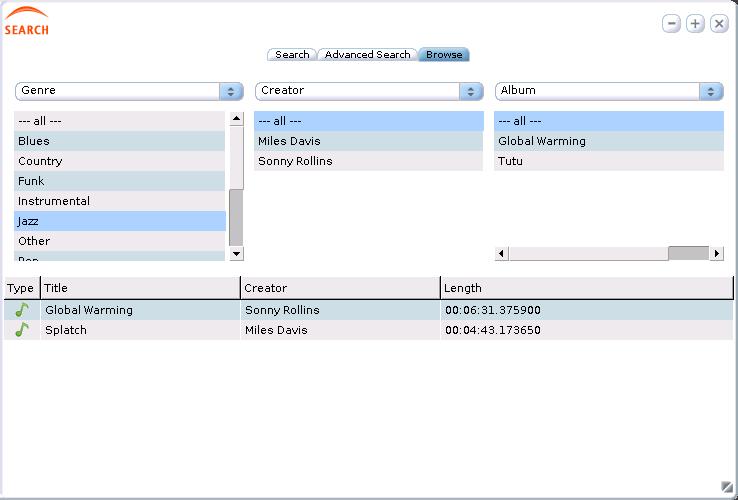 SEARCH
Search Advanced Search Browse
Genre Creator Album
--- all --- --- all --- --- all ---
Blues Miles Davis Global Warming
Country Sonny Rollins Tutu
Funk
Instrumental
Jazz
Other
Type Title Creator Length
Global Warming Sonny Rollins 00:06:31.375900
Splatch Miles Davis 00:04:43.173650